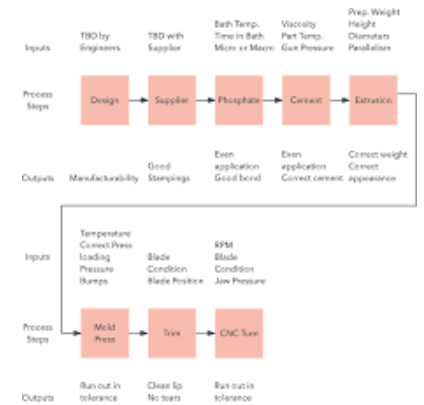 Inputs
TBD by
Engineers
TBD with
Supplier
Bath Temp.
Time in Bath
Micro or Macro
Viscosity
Part Temp.
Gun Pressure
Prep. Weight
Height
Diameters
Parallelism
Process
Steps
Design
Supplier
Phosphate
Cement
Extrusion
Outputs
Manufacturability
Good
Stampings
Even
application
Good bond
Even
application
Correct cement
Correct weight
Correct
appearance
Inputs
Temperature
Correct Press
loading
Pressure
Bumps
Blade
Condition
Blade Position
RPM
Blade
Condition
Jaw Pressure
Process
Steps
Mold
Press
Trim
CNC Turn
Outputs
Run out in
tolerance
Clean lip
No tears
Run out in
tolerance